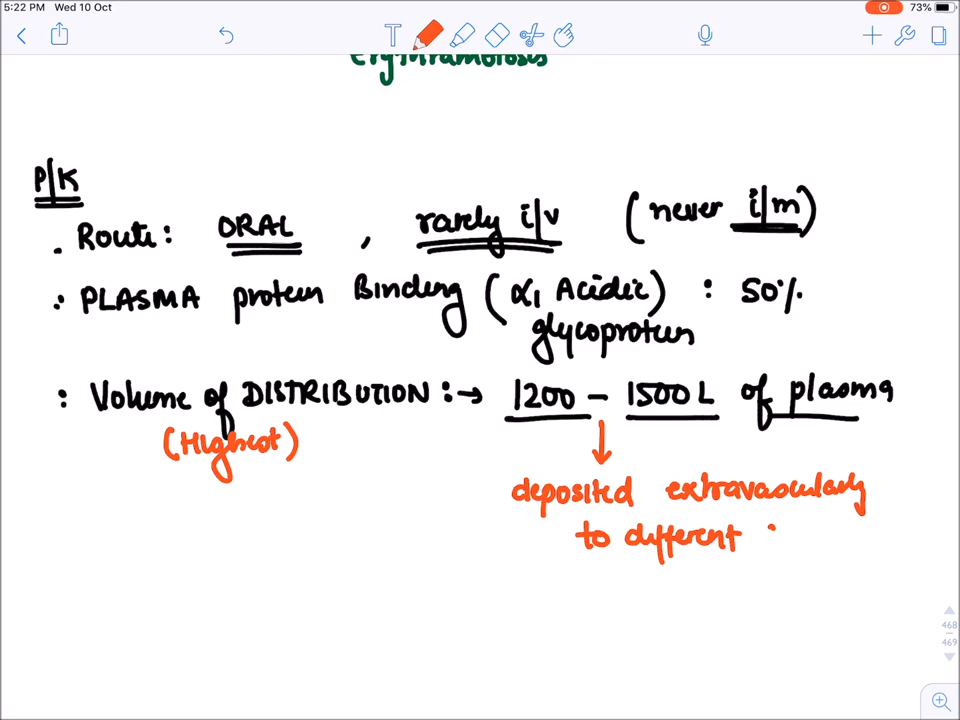 5:22 PM Wed 10 Oct 73%
T
P/K
. Route: ORAL , rarely i/v (never i/m)
: PLASMA protein Binding (α1 Acidic) : 50%
glycoprotein
: Volume of DISTRIBUTION :→ 1200 – 1500 L of plasma
(Highest)
deposited extravascularly
to different
468
469